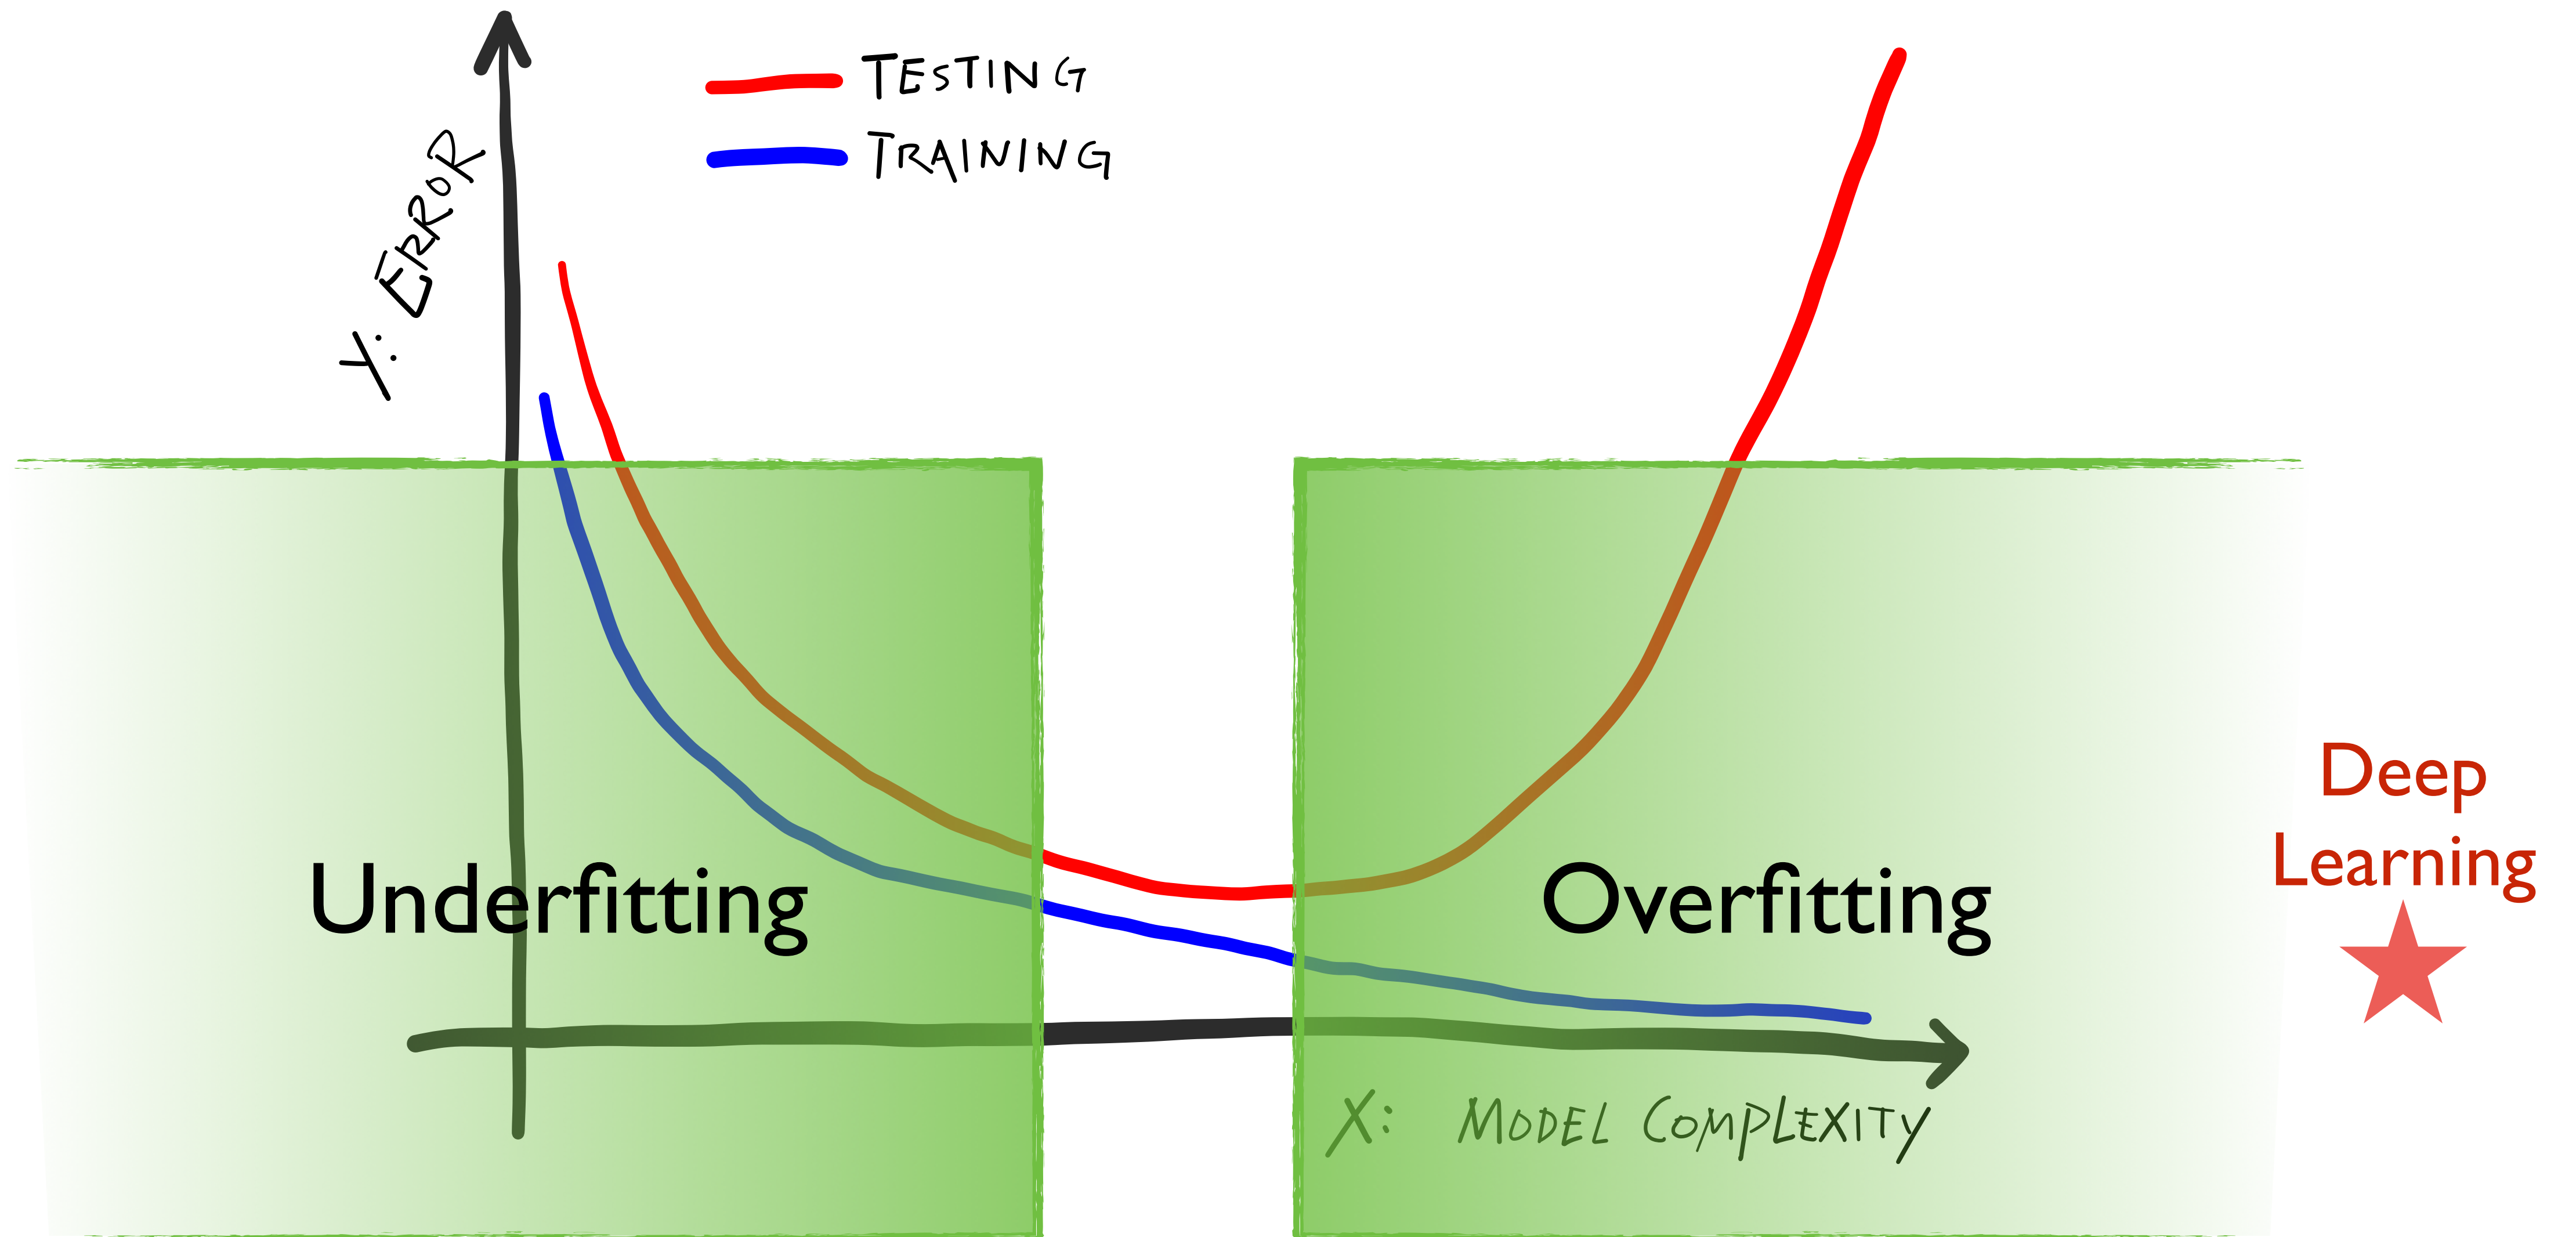 TESTING
TRAINING
Y: ERROR
Underfitting
Overfitting
Deep
Learning
X: MODEL COMPLEXITY